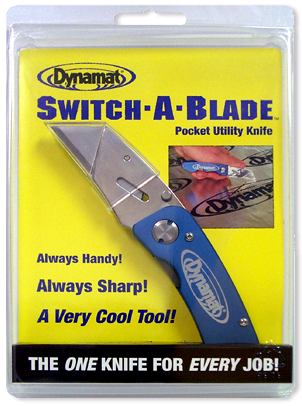 Dynamat®
SWITCH·A·BLADE™
Pocket Utility Knife
Always Handy!
Always Sharp!
A Very Cool Tool!
Dynamat
THE ONE KNIFE FOR EVERY JOB!